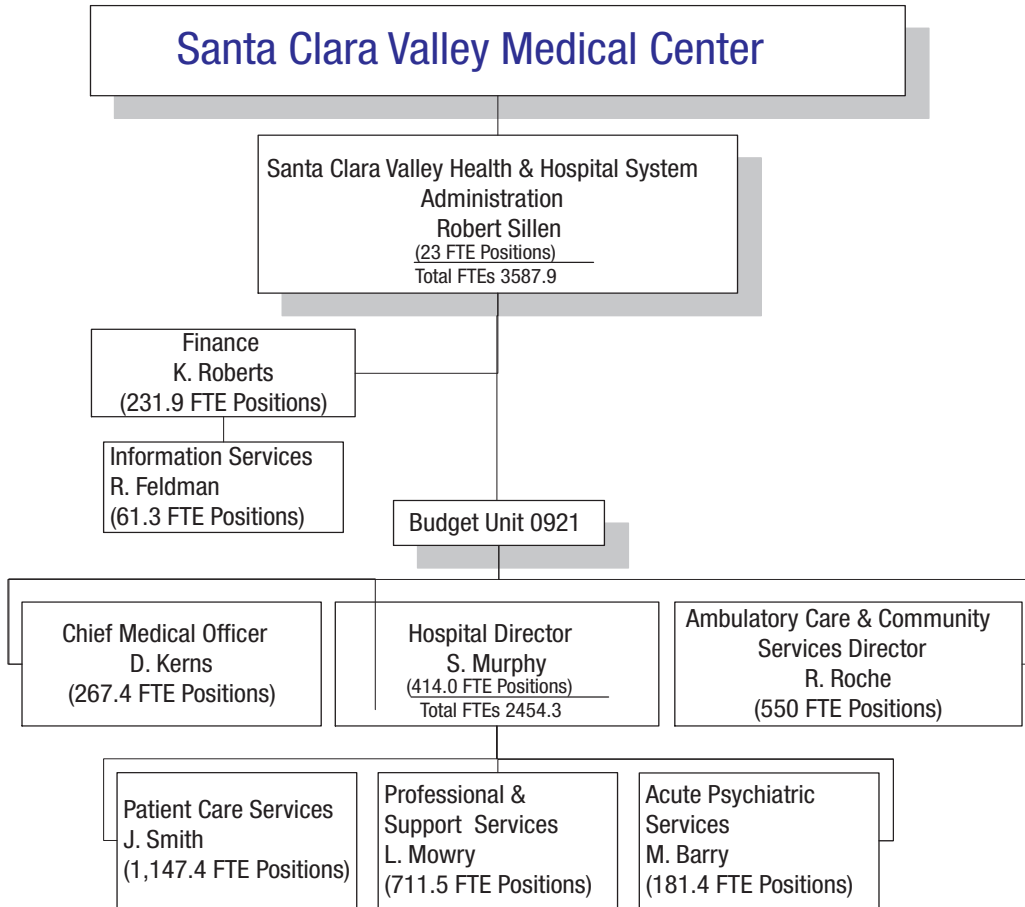 Santa Clara Valley Medical Center
Santa Clara Valley Health & Hospital System
Administration
Robert Sillen
(23 FTE Positions)
Total FTEs 3587.9
Finance
K. Roberts
(231.9 FTE Positions)
Information Services
R. Feldman
(61.3 FTE Positions)
Budget Unit 0921
Chief Medical Officer
D. Kerns
(267.4 FTE Positions)
Hospital Director
S. Murphy
(414.0 FTE Positions)
Total FTEs 2454.3
Ambulatory Care & Community
Services Director
R. Roche
(550 FTE Positions)
Patient Care Services
J. Smith
(1,147.4 FTE Positions)
Professional &
Support Services
L. Mowry
(711.5 FTE Positions)
Acute Psychiatric
Services
M. Barry
(181.4 FTE Positions)